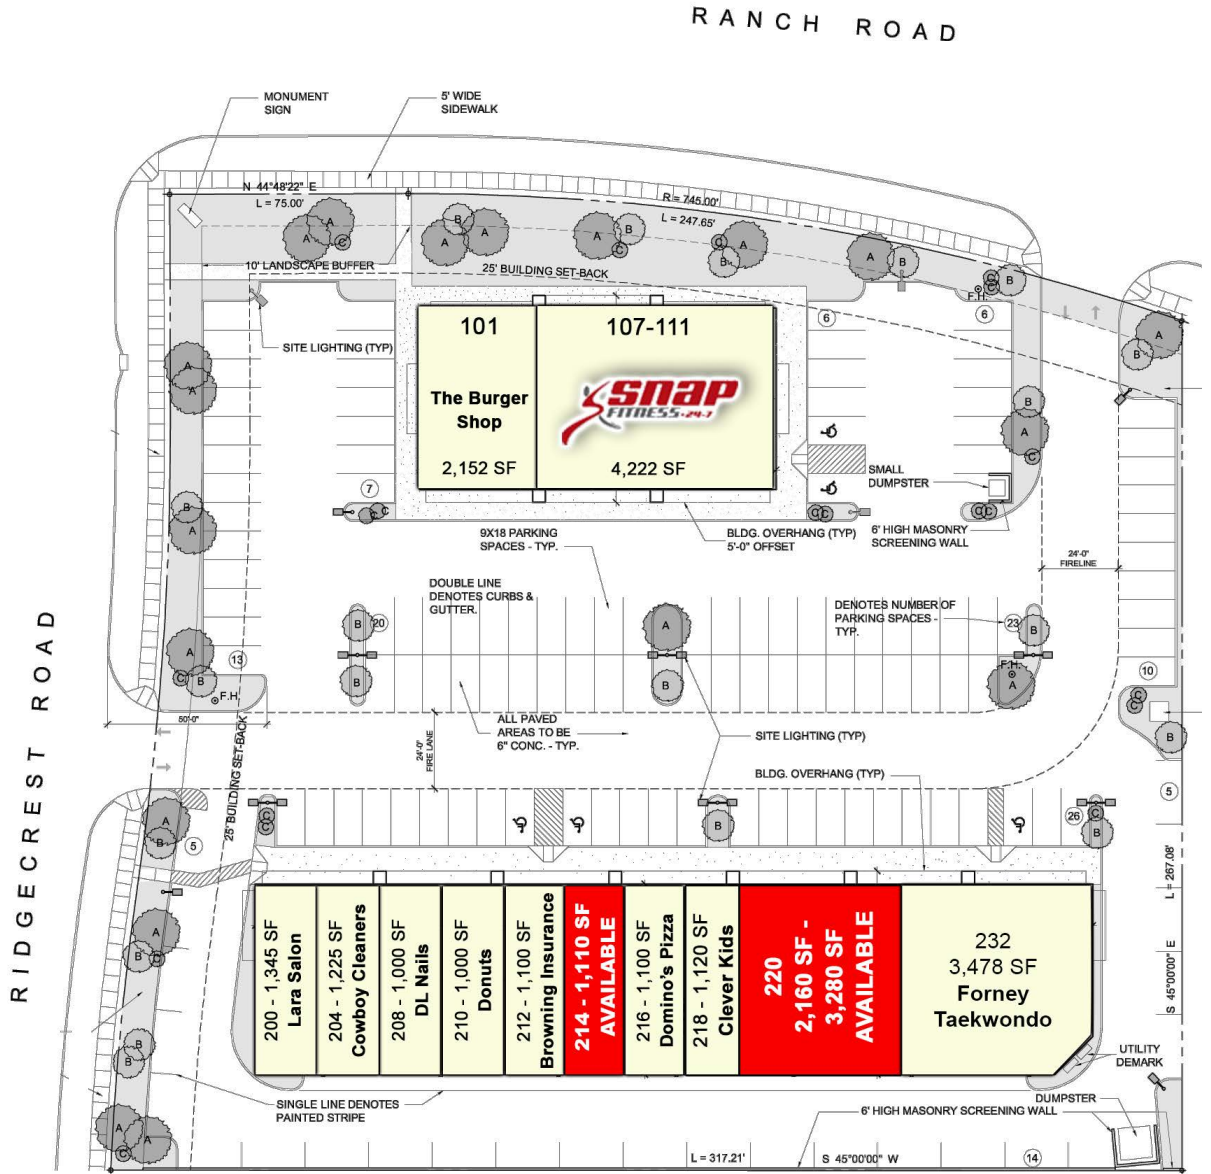 RANCH ROAD
MONUMENT
SIGN
5' WIDE
SIDEWALK
N 44°48'22" E
L = 75.00'
R = 745.00'
L = 247.65'
10' LANDSCAPE BUFFER
25' BUILDING SET-BACK
A
A
C
B
A
A
A
B
C
C
A
B
A
B
C
C
B
F.H.
6
6
SITE LIGHTING (TYP)
101
The Burger
Shop
2,152 SF
107-111
snap
FITNESS-24-7
4,222 SF
A
B
A
A
B
A
C
B
A
SMALL
DUMPSTER
6' HIGH MASONRY
SCREENING WALL
7
C
C
C
C
C
C
9X18 PARKING
SPACES - TYP.
BLDG. OVERHANG (TYP)
5'-0" OFFSET
24'-0"
FIRELINE
DOUBLE LINE
DENOTES CURBS &
GUTTER.
DENOTES NUMBER OF
PARKING SPACES -
TYP.
B
20
A
23
B
B
B
F.H.
A
A
C
B
13
F.H.
10
C
C
B
50'-0"
RIDGECREST ROAD
25' BUILDING SET-BACK
ALL PAVED
AREAS TO BE
6" CONC. - TYP.
24'-0"
FIRE LANE
SITE LIGHTING (TYP)
BLDG. OVERHANG (TYP)
A
B
5
C
C
B
26
C
B
5
L = 267.08'
S 45°00'00" E
A
B
C
B
B
A
A
C
200 - 1,345 SF
Lara Salon
204 - 1,225 SF
Cowboy Cleaners
208 - 1,000 SF
DL Nails
210 - 1,000 SF
Donuts
212 - 1,100 SF
Browning Insurance
214 - 1,110 SF
AVAILABLE
216 - 1,100 SF
Domino's Pizza
218 - 1,120 SF
Clever Kids
220
2,160 SF -
3,280 SF
AVAILABLE
232
3,478 SF
Forney
Taekwondo
UTILITY
DEMARK
SINGLE LINE DENOTES
PAINTED STRIPE
DUMPSTER
6' HIGH MASONRY SCREENING WALL
L = 317.21'
S 45°00'00" W
14